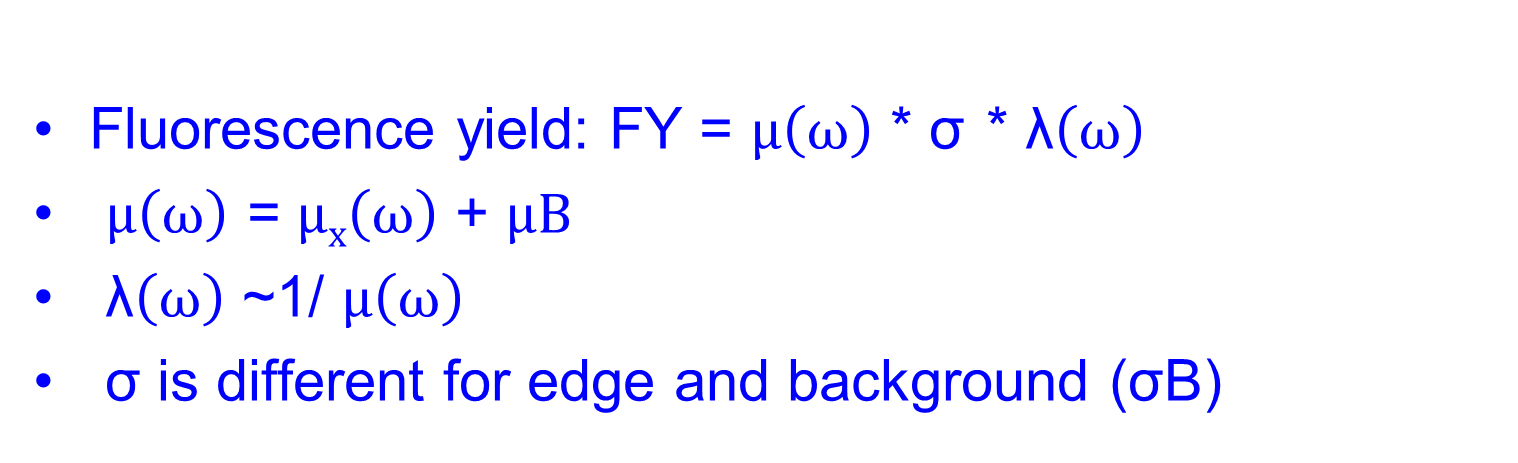 • Fluorescence yield: FY = μ(ω) * σ * λ(ω)
• μ(ω) = μₓ(ω) + μB
• λ(ω) ~1/ μ(ω)
• σ is different for edge and background (σB)